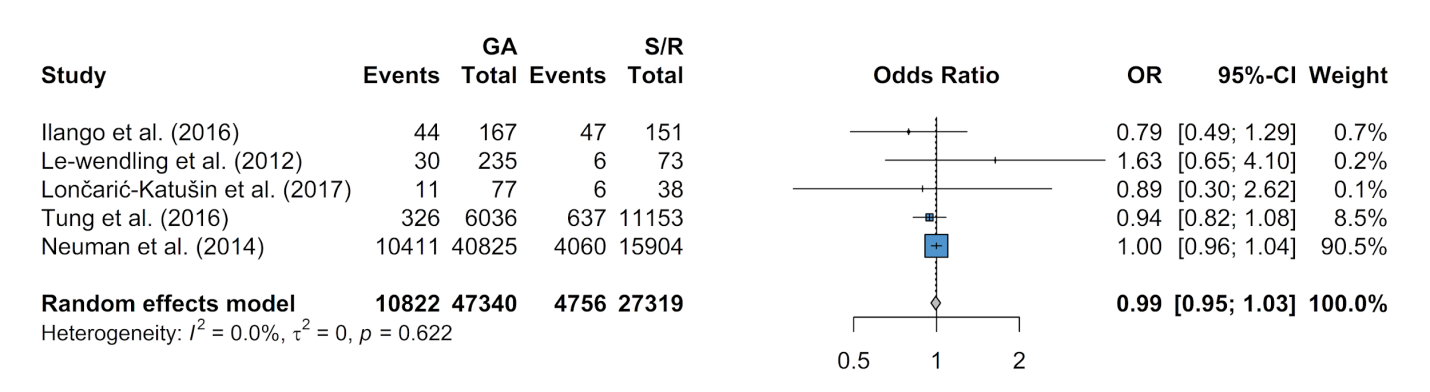 GA S/R
Study Events Total Events Total Odds Ratio OR 95%-CI Weight
Ilango et al. (2016) 44 167 47 151 0.79 [0.49; 1.29] 0.7%
Le-wendling et al. (2012) 30 235 6 73 1.63 [0.65; 4.10] 0.2%
Lončarić-Katušin et al. (2017) 11 77 6 38 0.89 [0.30; 2.62] 0.1%
Tung et al. (2016) 326 6036 637 11153 0.94 [0.82; 1.08] 8.5%
Neuman et al. (2014) 10411 40825 4060 15904 1.00 [0.96; 1.04] 90.5%
Random effects model 10822 47340 4756 27319 0.99 [0.95; 1.03] 100.0%
Heterogeneity: I² = 0.0%, τ² = 0, p = 0.622
0.5 1 2